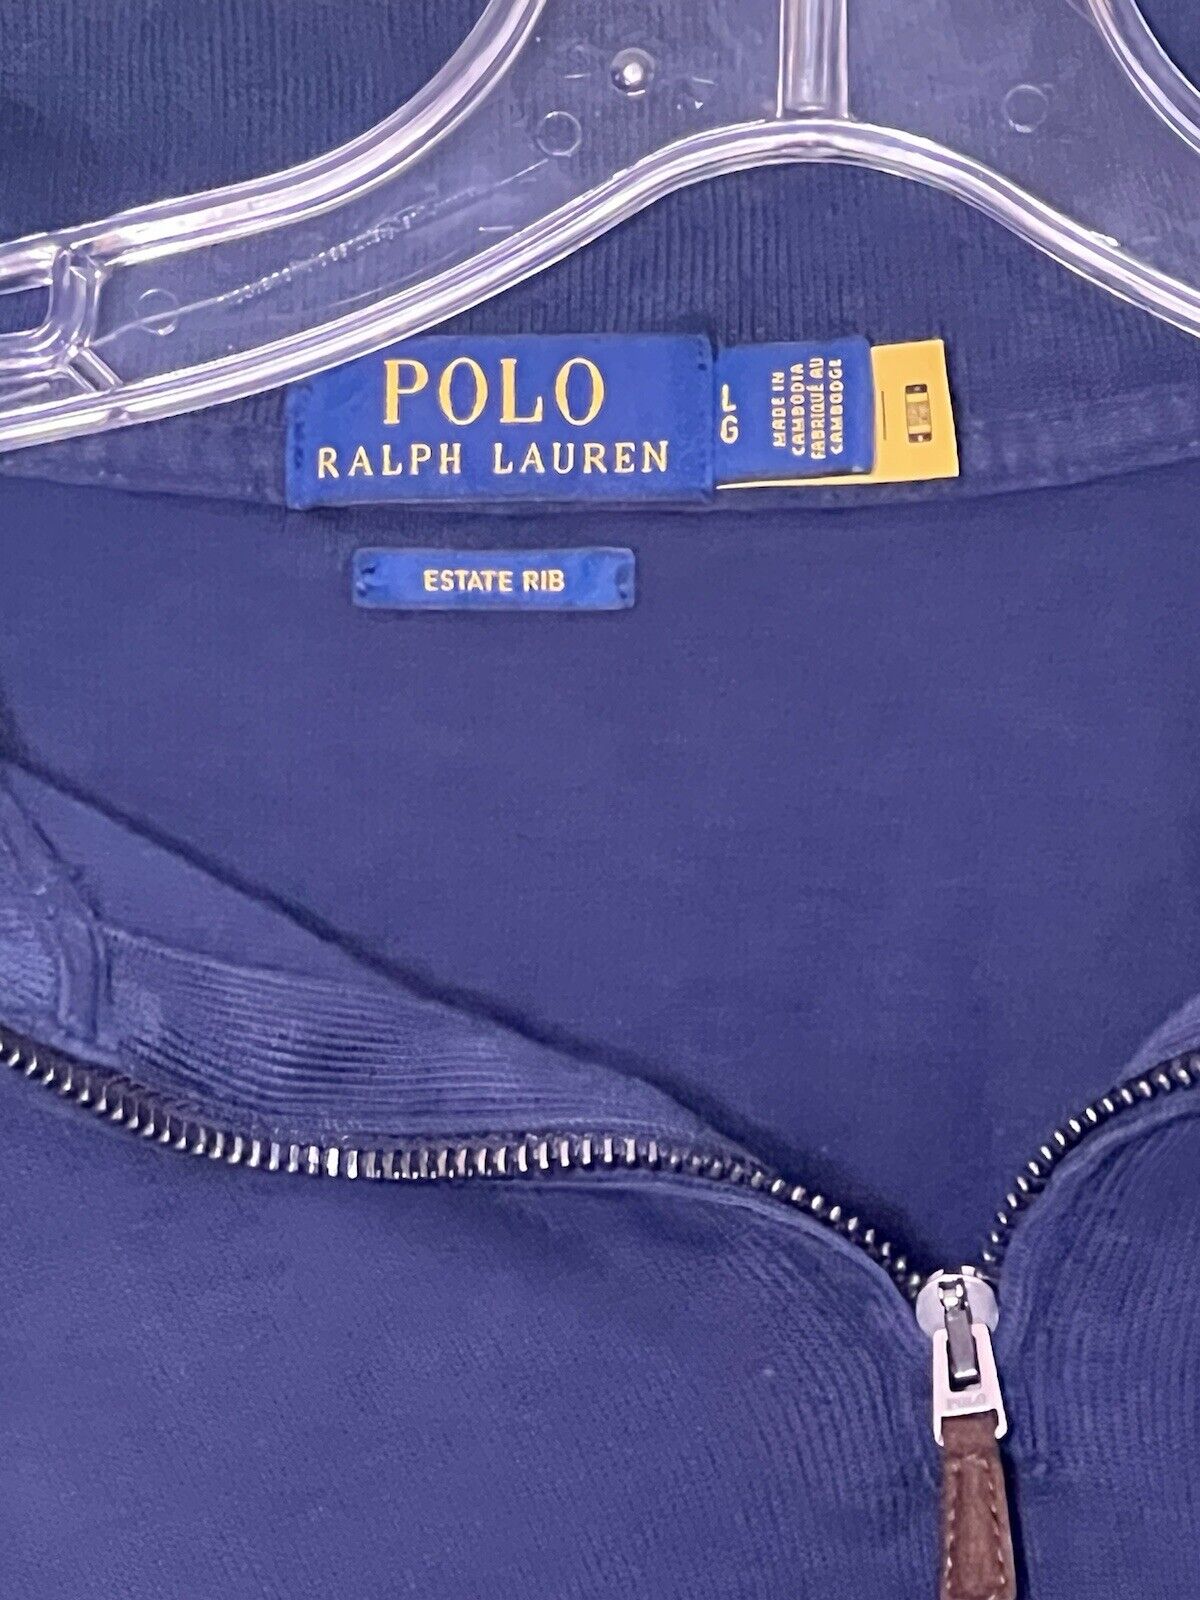 POLO
RALPH LAUREN
L
G
MADE IN
CAMBODIA
FABRIQUÉ AU
CAMBODGE
ESTATE RIB
POLO